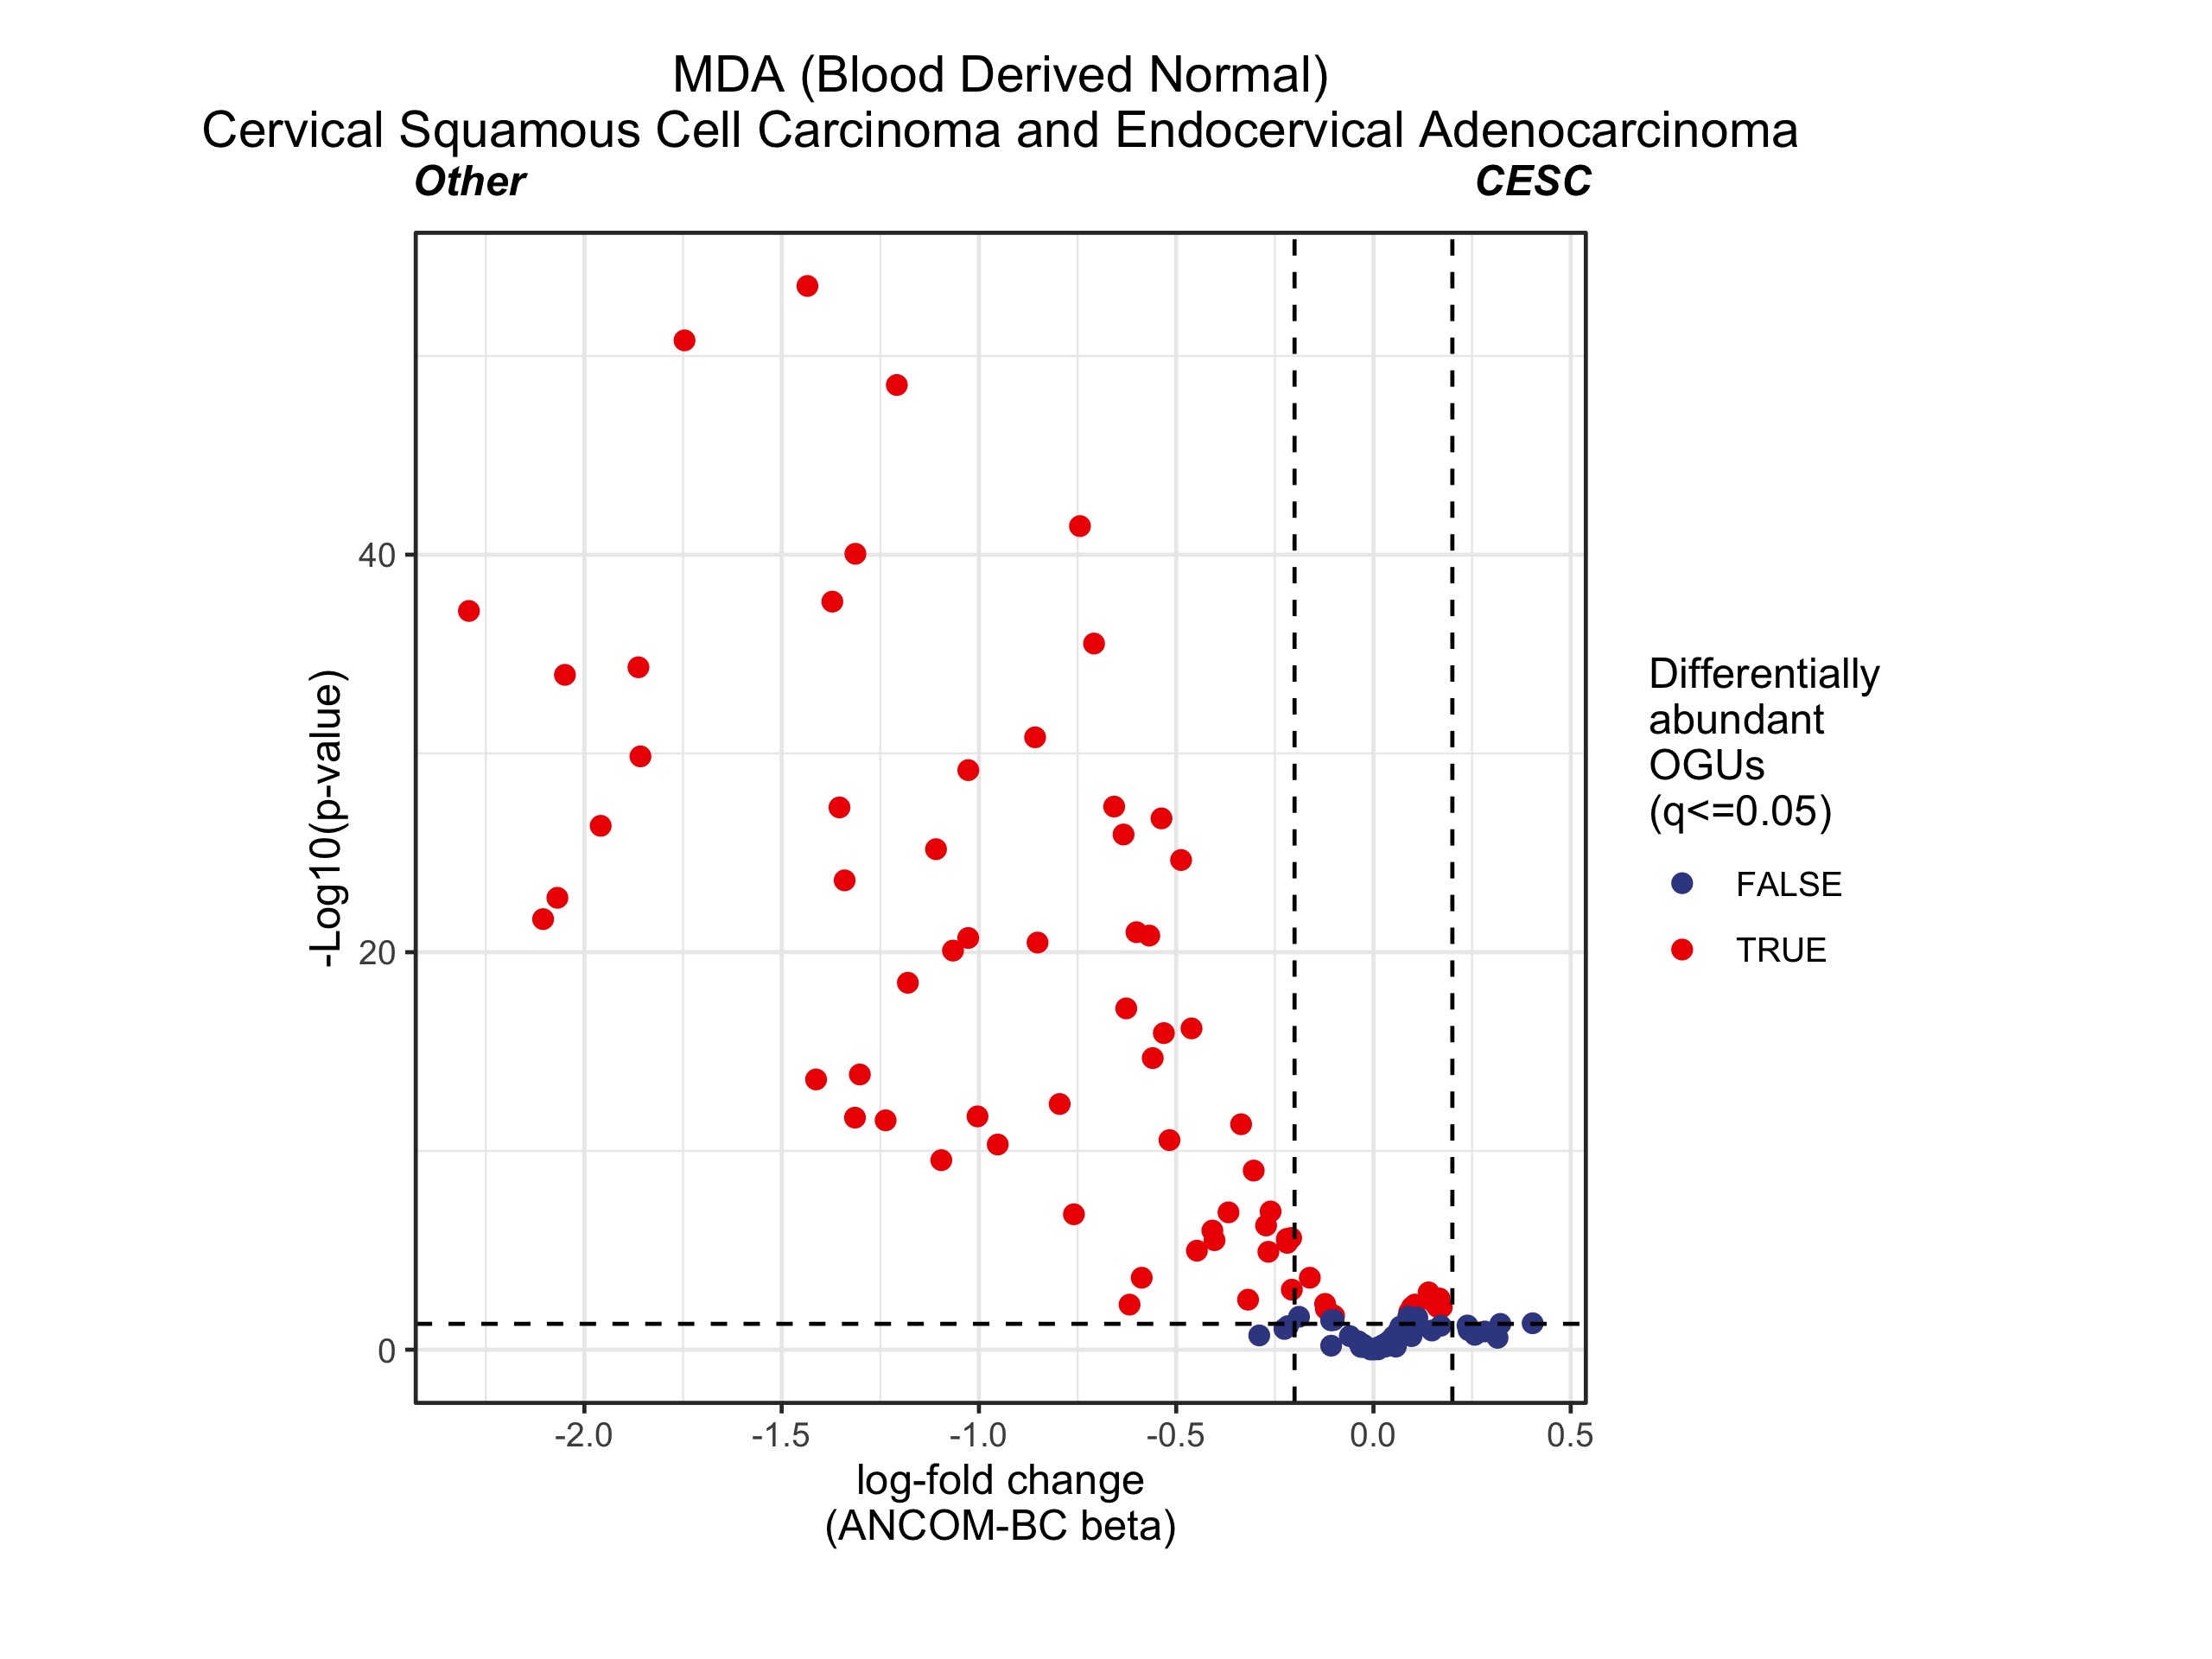 MDA (Blood Derived Normal)
Cervical Squamous Cell Carcinoma and Endocervical Adenocarcinoma
Other CESC
-Log10(p-value)
40
20
0
-2.0 -1.5 -1.0 -0.5 0.0 0.5
log-fold change
(ANCOM-BC beta)
Differentially
abundant
OGUs
(q<=0.05)
FALSE
TRUE